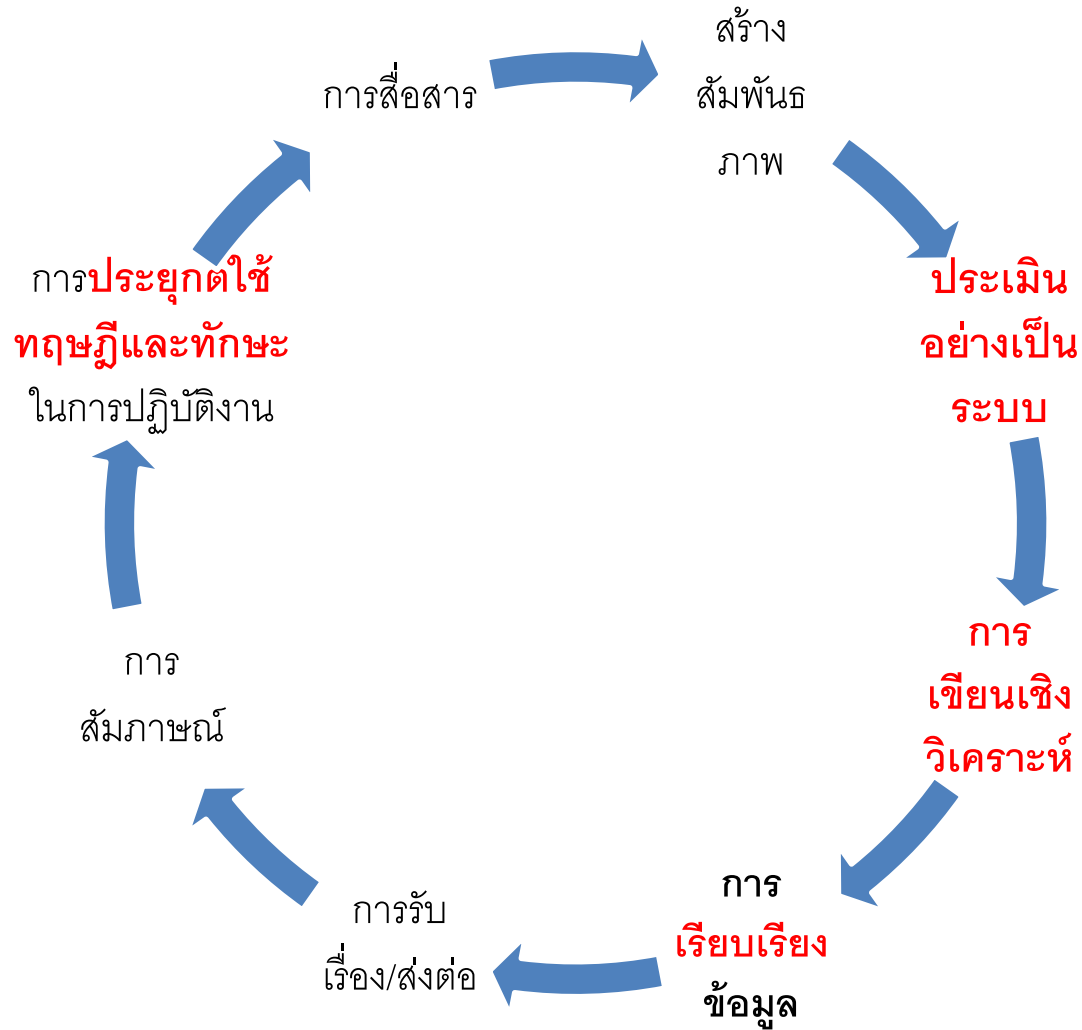 การสื่อสาร
สร้าง
สัมพันธ
ภาพ
ประเมิน
อย่างเป็น
ระบบ
การ
เขียนเชิง
วิเคราะห์
การ
เรียบเรียง
ข้อมูล
การรับ
เรื่อง/ส่งต่อ
การ
สัมภาษณ์
การประยุกตใช้
ทฤษฎีและทักษะ
ในการปฏิบัติงาน